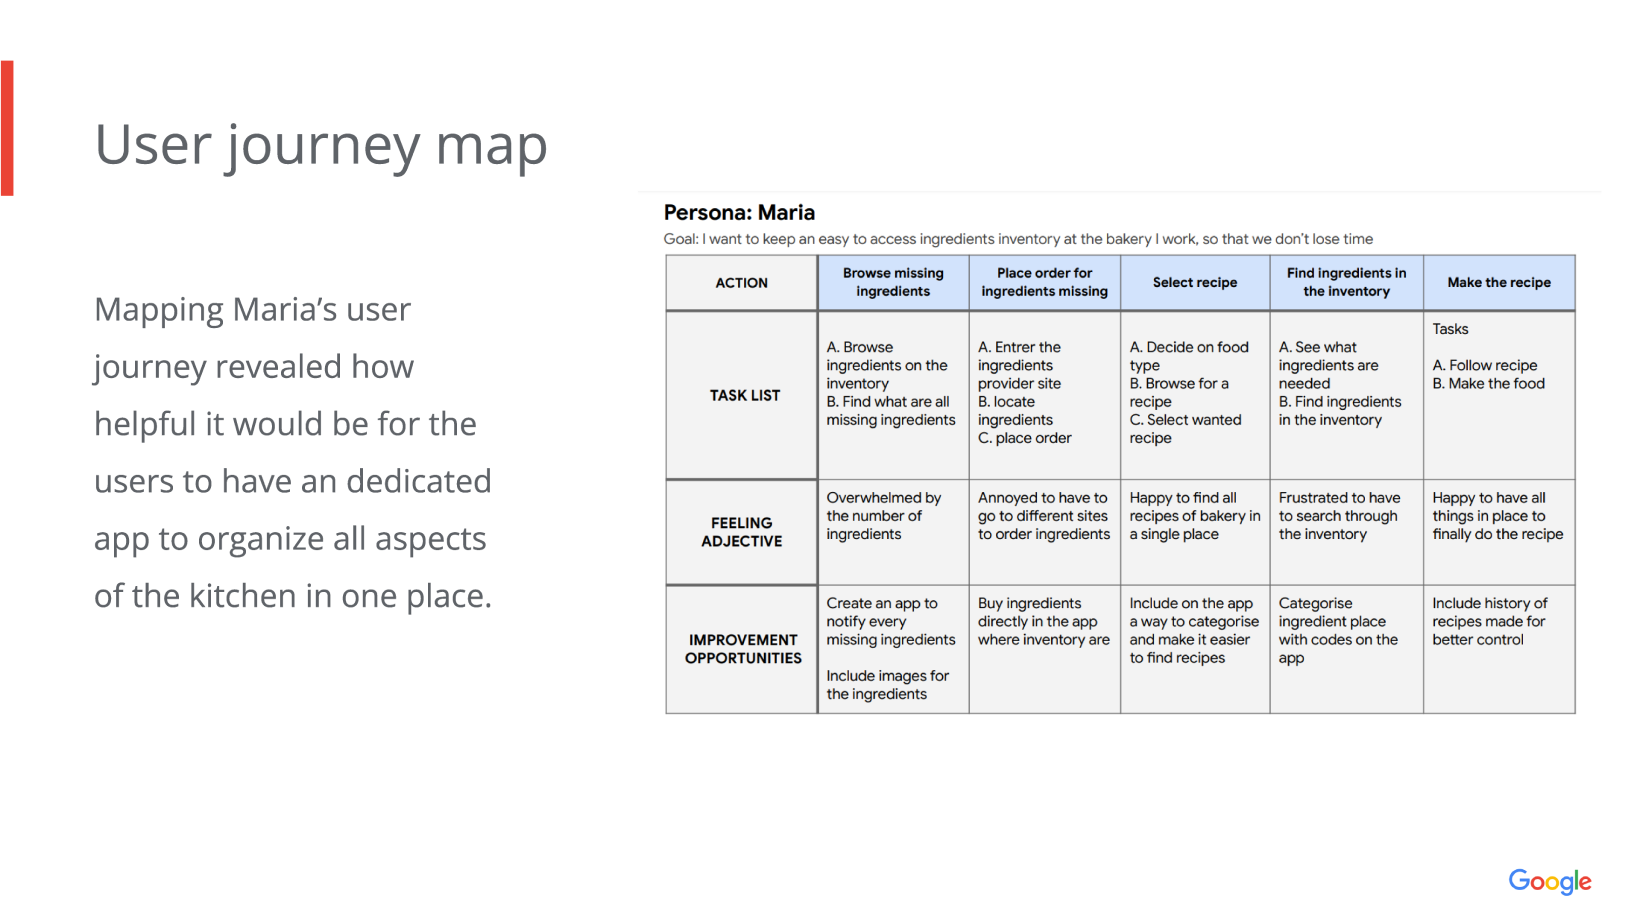 User journey map
Mapping Maria’s user
journey revealed how
helpful it would be for the
users to have an dedicated
app to organize all aspects
of the kitchen in one place.
Persona: Maria
Goal: I want to keep an easy to access ingredients inventory at the bakery I work, so that we don’t lose time
ACTION
Browse missing
ingredients
Place order for
ingredients missing
Select recipe
Find ingredients in
the inventory
Make the recipe
TASK LIST
A. Browse
ingredients on the
inventory
B. Find what are all
missing ingredients
A. Entrer the
ingredients
provider site
B. locate
ingredients
C. place order
A. Decide on food
type
B. Browse for a
recipe
C. Select wanted
recipe
A. See what
ingredients are
needed
B. Find ingredients
in the inventory
Tasks
A. Follow recipe
B. Make the food
FEELING
ADJECTIVE
Overwhelmed by
the number of
ingredients
Annoyed to have to
go to different sites
to order ingredients
Happy to find all
recipes of bakery in
a single place
Frustrated to have
to search through
the inventory
Happy to have all
things in place to
finally do the recipe
IMPROVEMENT
OPPORTUNITIES
Create an app to
notify every
missing ingredients
Include images for
the ingredients
Buy ingredients
directly in the app
where inventory are
Include on the app
a way to categorise
and make it easier
to find recipes
Categorise
ingredient place
with codes on the
app
Include history of
recipes made for
better control
Google